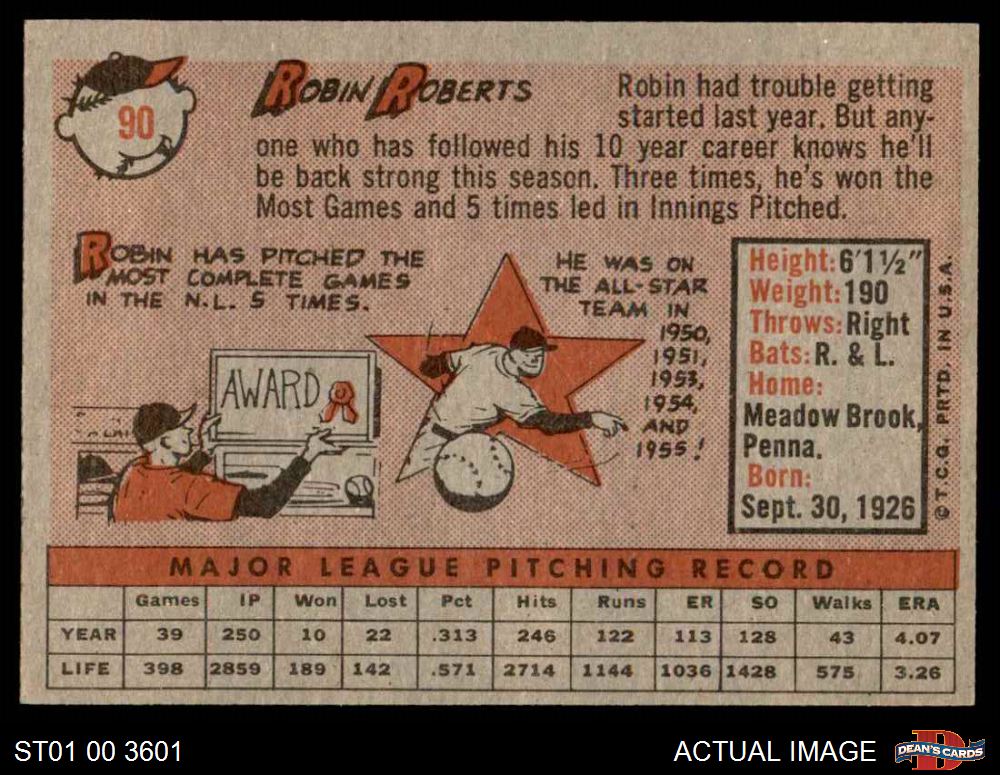 90
ROBIN ROBERTS
Robin had trouble getting
started last year. But any-
one who has followed his 10 year career knows he'll
be back strong this season. Three times, he's won the
Most Games and 5 times led in Innings Pitched.
ROBIN HAS PITCHED THE
MOST COMPLETE GAMES
IN THE N.L. 5 TIMES.
AWARD
HE WAS ON
THE ALL-STAR
TEAM IN
1950,
1951,
1953,
1954,
AND
1955!
Height: 6'1½"
Weight: 190
Throws: Right
Bats: R. & L.
Home:
Meadow Brook,
Penna.
Born:
Sept. 30, 1926
© T.C.G. PRTD. IN U.S.A.
MAJOR LEAGUE PITCHING RECORD
Games IP Won Lost Pct Hits Runs ER SO Walks ERA
YEAR 39 250 10 22 .313 246 122 113 128 43 4.07
LIFE 398 2859 189 142 .571 2714 1144 1036 1428 575 3.26
ST01 00 3601
ACTUAL IMAGE
D
DEAN'S CARDS